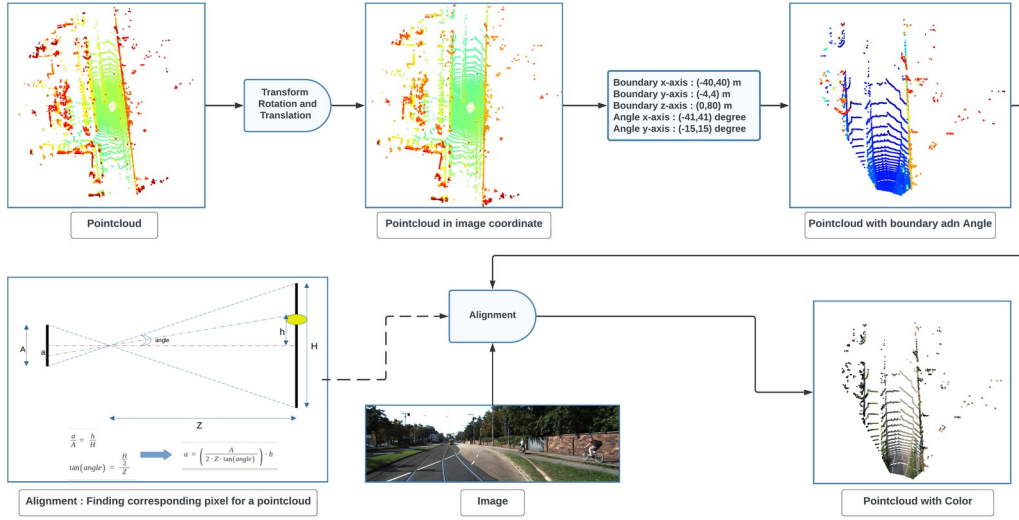 Transform
Rotation and
Translation
Boundary x-axis : (-40,40) m
Boundary y-axis : (-4,4) m
Boundary z-axis : (0,80) m
Angle x-axis : (-41,41) degree
Angle y-axis : (-15,15) degree
Pointcloud
Pointcloud in image coordinate
Pointcloud with boundary adn Angle
Alignment
A
a
angle
h
H
Z
a/A = h/H
tan(angle) = (H/2)/Z
a = (A / (2 · Z · tan(angle))) · h
Alignment : Finding corresponding pixel for a pointcloud
Image
Pointcloud with Color